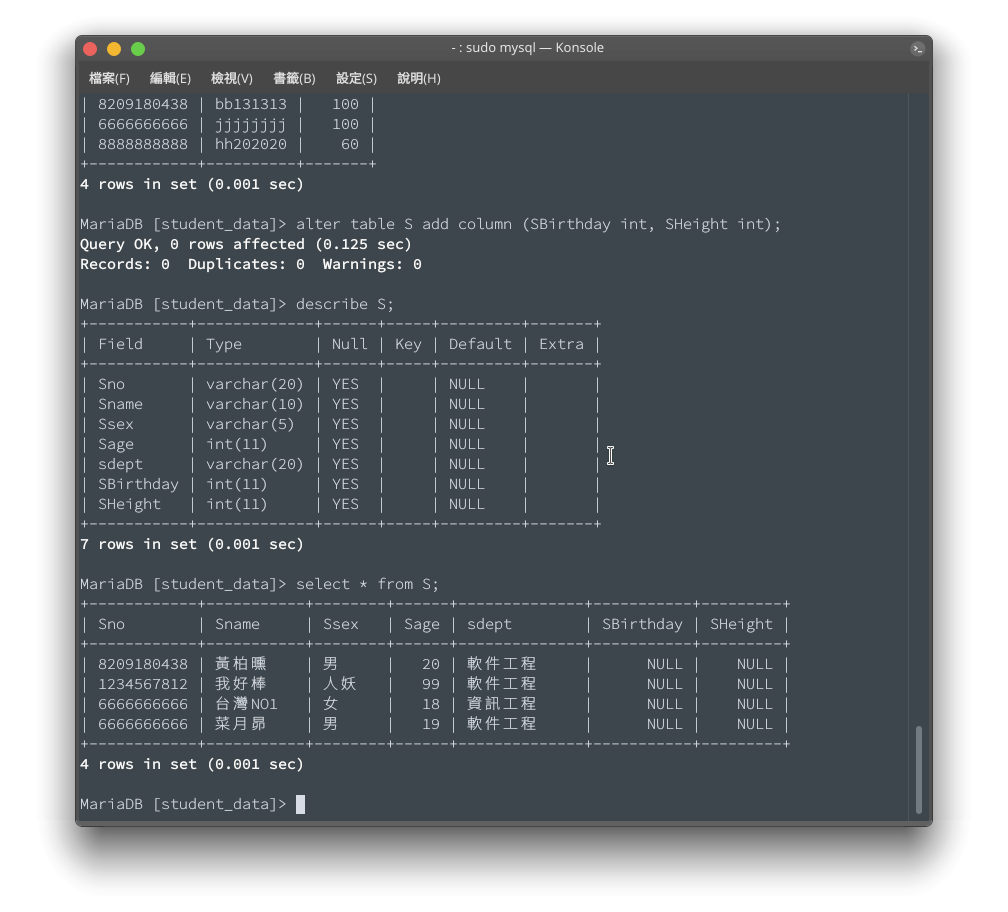 - : sudo mysql — Konsole
檔案(F) 編輯(E) 檢視(V) 書籤(B) 設定(S) 說明(H)
| 8209180438 | bb131313 |   100 |
| 6666666666 | jjjjjjjj |   100 |
| 8888888888 | hh202020 |    60 |
+------------+----------+-------+
4 rows in set (0.001 sec)
MariaDB [student_data]> alter table S add column (SBirthday int, SHeight int);
Query OK, 0 rows affected (0.125 sec)
Records: 0  Duplicates: 0  Warnings: 0
MariaDB [student_data]> describe S;
+-----------+-------------+------+-----+---------+-------+
| Field     | Type        | Null | Key | Default | Extra |
+-----------+-------------+------+-----+---------+-------+
| Sno       | varchar(20) | YES  |     | NULL    |       |
| Sname     | varchar(10) | YES  |     | NULL    |       |
| Ssex      | varchar(5)  | YES  |     | NULL    |       |
| Sage      | int(11)     | YES  |     | NULL    |       |
| sdept     | varchar(20) | YES  |     | NULL    |       |
| SBirthday | int(11)     | YES  |     | NULL    |       |
| SHeight   | int(11)     | YES  |     | NULL    |       |
+-----------+-------------+------+-----+---------+-------+
7 rows in set (0.001 sec)
MariaDB [student_data]> select * from S;
+------------+-----------+--------+------+--------------+-----------+---------+
| Sno        | Sname     | Ssex   | Sage | sdept        | SBirthday | SHeight |
+------------+-----------+--------+------+--------------+-----------+---------+
| 8209180438 | 黃柏曛    | 男     |   20 | 軟件工程     |      NULL |    NULL |
| 1234567812 | 我好棒    | 人妖   |   99 | 軟件工程     |      NULL |    NULL |
| 6666666666 | 台灣NO1   | 女     |   18 | 資訊工程     |      NULL |    NULL |
| 6666666666 | 菜月昴    | 男     |   19 | 軟件工程     |      NULL |    NULL |
+------------+-----------+--------+------+--------------+-----------+---------+
4 rows in set (0.001 sec)
MariaDB [student_data]>